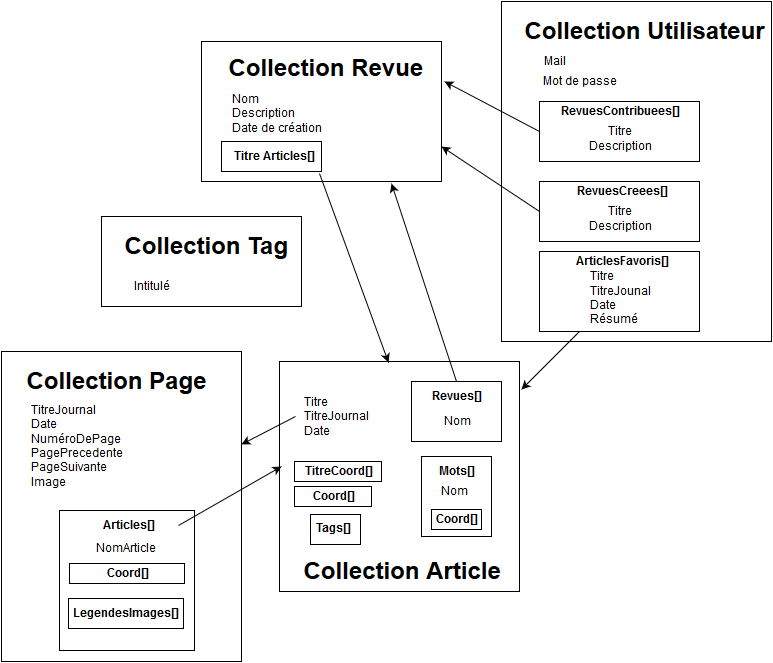 Collection Utilisateur
Mail
Mot de passe
RevuesContribuees[]
Titre
Description
RevuesCreees[]
Titre
Description
ArticlesFavoris[]
Titre
TitreJounal
Date
Résumé
Collection Revue
Nom
Description
Date de création
Titre Articles[]
Collection Tag
Intitulé
Collection Page
TitreJournal
Date
NuméroDePage
PagePrecedente
PageSuivante
Image
Articles[]
NomArticle
Coord[]
LegendesImages[]
Titre
TitreJournal
Date
Revues[]
Nom
TitreCoord[]
Coord[]
Tags[]
Mots[]
Nom
Coord[]
Collection Article